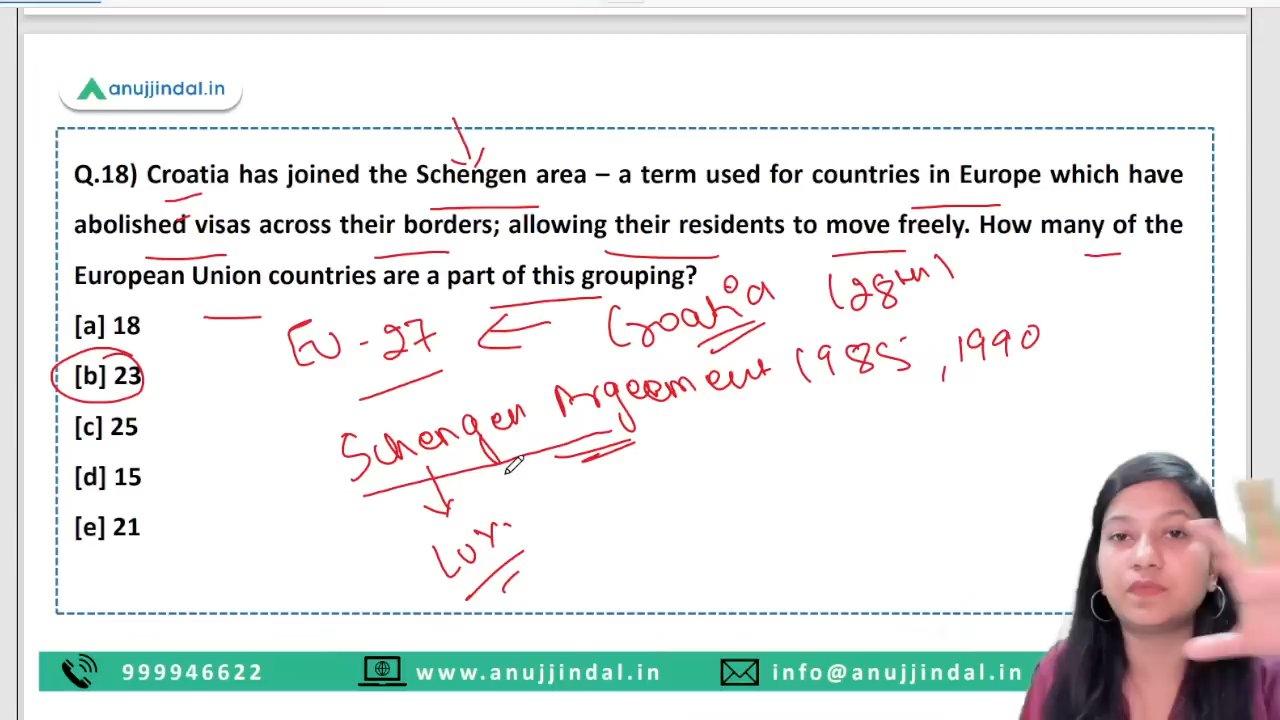 anujjindal.in
Q.18) Croatia has joined the Schengen area – a term used for countries in Europe which have
abolished visas across their borders; allowing their residents to move freely. How many of the
European Union countries are a part of this grouping?
Croatia (28th)
[a] 18
EU - 27
[b] 23
Schengen Argeement (1985, 1990
[c] 25
[d] 15
[e] 21
Lux.
999946622 www.anujjindal.in info@anujjindal.in